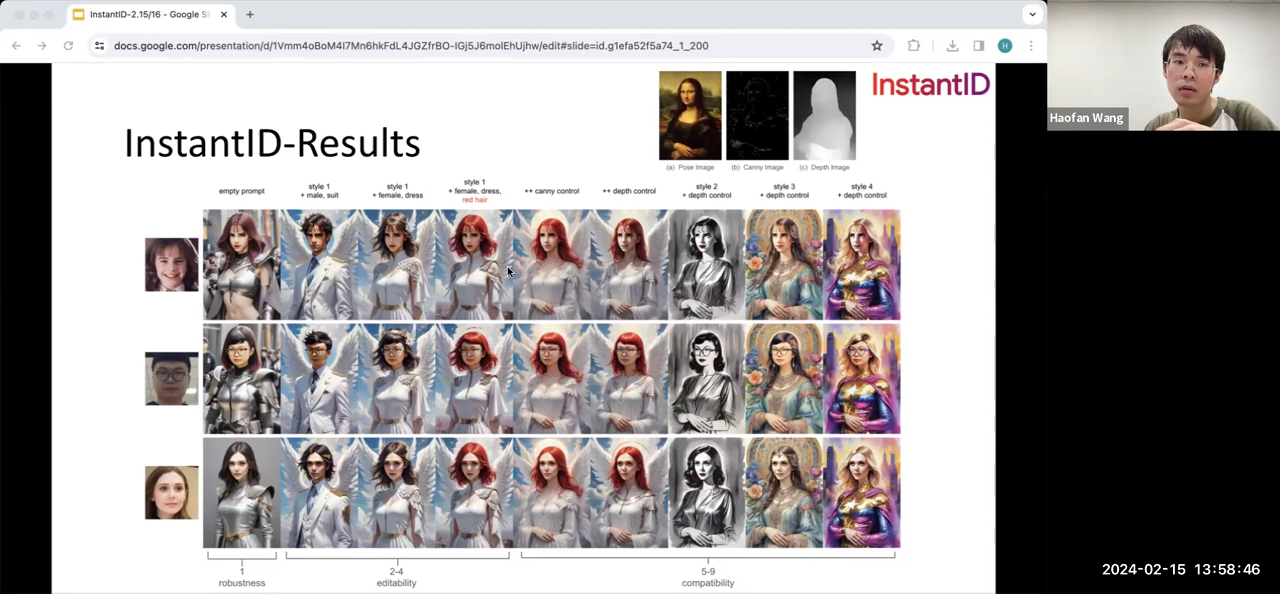 InstantID-2.15/16 - Google Sl
docs.google.com/presentation/d/1Vmm4oBoM4I7Mn6hkFdL4JGZfrBO-IGj5J6moIEhUjhw/edit#slide=id.g1efa52f5a74_1_200
H
Haofan Wang
InstantID
InstantID-Results
(a) Pose Image
(b) Canny Image
(c) Depth Image
empty prompt
style 1
+ male, suit
style 1
+ female, dress
style 1
+ female, dress,
red hair
++ canny control
++ depth control
style 2
+ depth control
style 3
+ depth control
style 4
+ depth control
1
robustness
2-4
editability
5-9
compatibility
2024-02-15 13:58:46